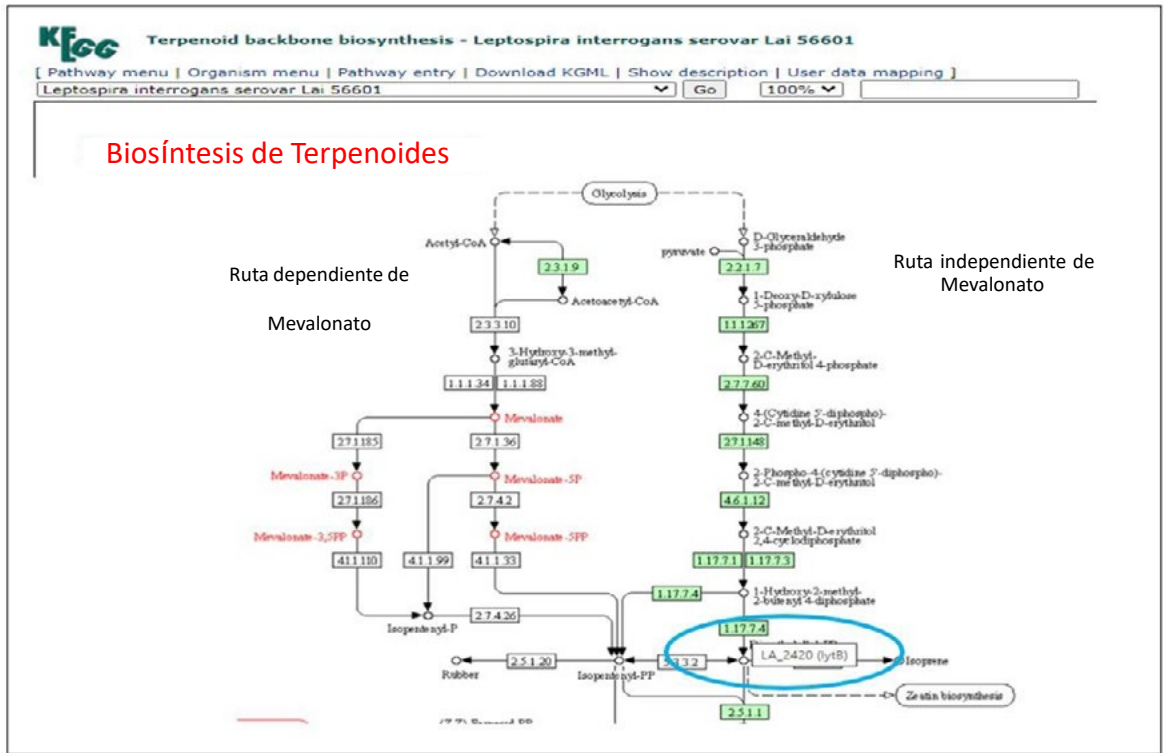 KEGG Terpenoid backbone biosynthesis - Leptospira interrogans serovar Lai 56601
[ Pathway menu | Organism menu | Pathway entry | Download KGML | Show description | User data mapping ]
Leptospira interrogans serovar Lai 56601 Go 100%
Biosíntesis de Terpenoides
Glycolysis
Acetyl-CoA
pyruvate
D-Glyceraldehyde
3-phosphate
Ruta dependiente de
Mevalonato
2.3.1.9
2.2.1.7
Ruta independiente de
Mevalonato
Acetoacetyl-CoA
1-Deoxy-D-xylulose
5-phosphate
2.3.3.10
1.1.1.267
3-Hydroxy-3-methyl-
glutaryl-CoA
2-C-Methyl-
D-erythritol 4-phosphate
1.1.1.34 1.1.1.88
2.7.7.60
Mevalonate
4-(Cytidine 5'-diphospho)-
2-C-methyl-D-erythritol
2.7.1.185
2.7.1.36
2.7.1.148
Mevalonate-3P
Mevalonate-5P
2-Phospho-4-(cytidine 5'-diphospho)-
2-C-methyl-D-erythritol
2.7.1.186
2.7.4.2
4.6.1.12
Mevalonate-3,5PP
Mevalonate-5PP
2-C-Methyl-D-erythritol
2,4-cyclodiphosphate
4.1.1.110
4.1.1.99
4.1.1.33
1.17.7.1 1.17.7.3
1.17.7.4
1-Hydroxy-2-methyl-
2-butenyl 4-diphosphate
Isopentenyl-P
2.7.4.26
1.17.7.4
LA_2420 (lytB)
Rubber
2.5.1.20
Isopentenyl-PP
5.3.3.2
Isoprene
Zeatin biosynthesis
2.5.1.1